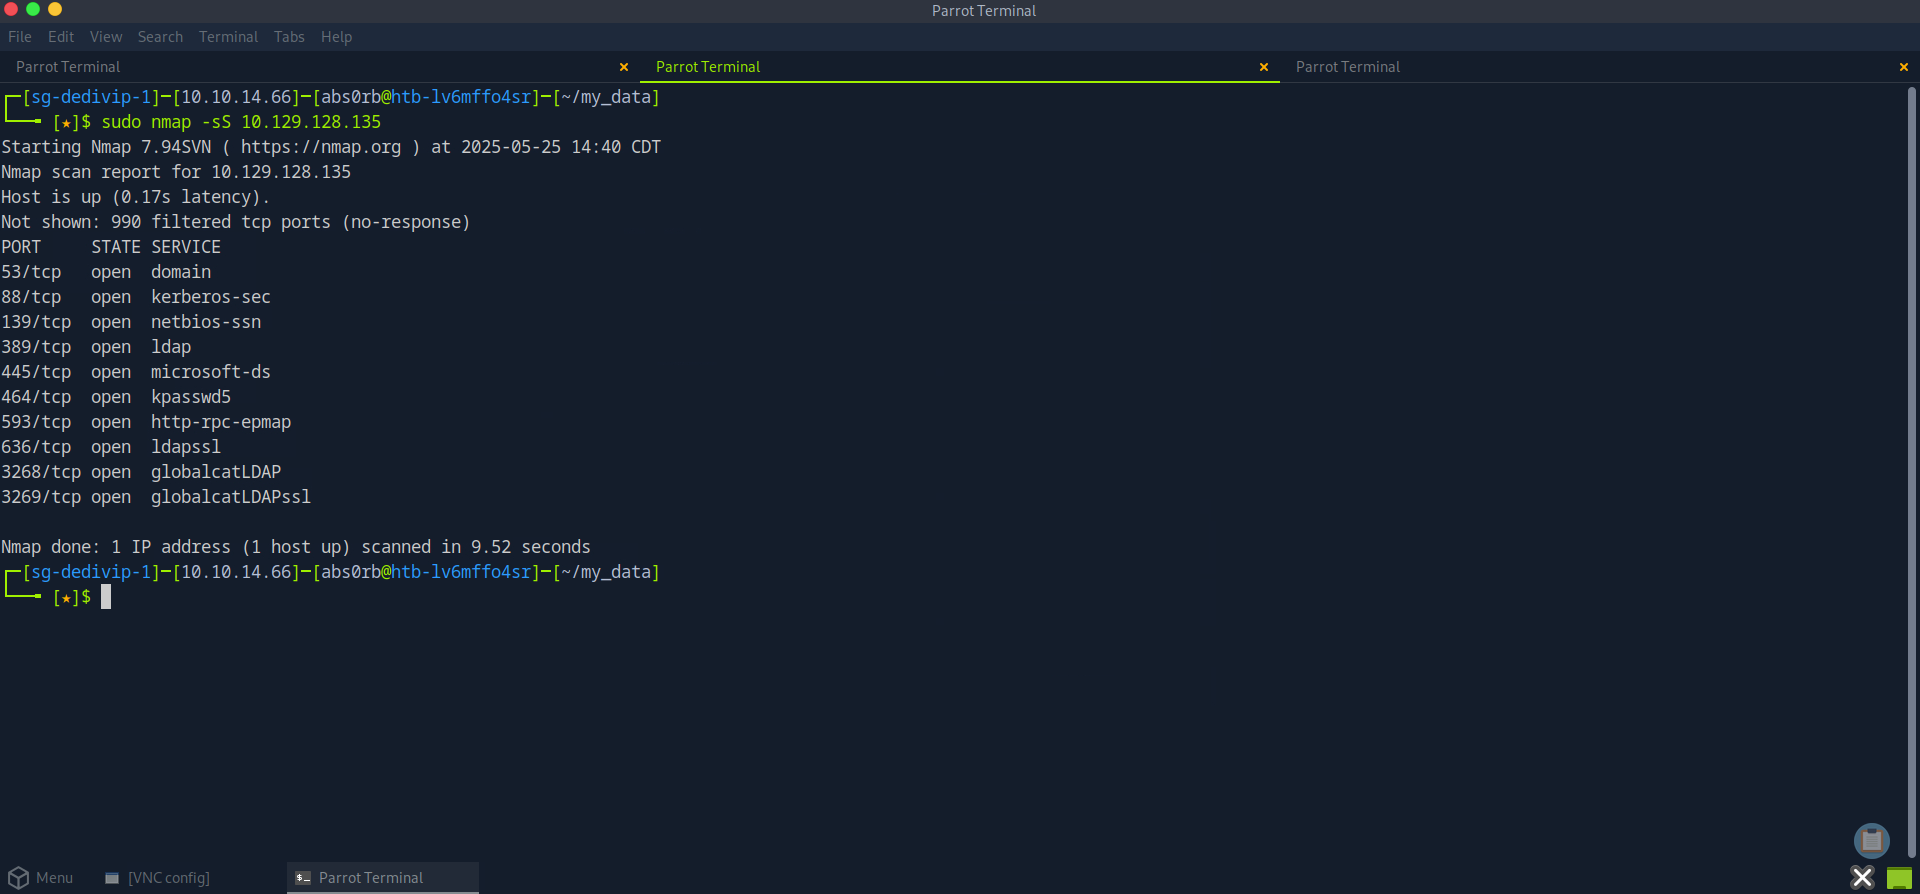 Parrot Terminal
File Edit View Search Terminal Tabs Help
Parrot Terminal × Parrot Terminal × Parrot Terminal ×
┌─[sg-dedivip-1]─[10.10.14.66]─[abs0rb@htb-lv6mffo4sr]─[~/my_data]
└──╼ [★]$ sudo nmap -sS 10.129.128.135
Starting Nmap 7.94SVN ( https://nmap.org ) at 2025-05-25 14:40 CDT
Nmap scan report for 10.129.128.135
Host is up (0.17s latency).
Not shown: 990 filtered tcp ports (no-response)
PORT     STATE SERVICE
53/tcp   open  domain
88/tcp   open  kerberos-sec
139/tcp  open  netbios-ssn
389/tcp  open  ldap
445/tcp  open  microsoft-ds
464/tcp  open  kpasswd5
593/tcp  open  http-rpc-epmap
636/tcp  open  ldapssl
3268/tcp open  globalcatLDAP
3269/tcp open  globalcatLDAPssl
Nmap done: 1 IP address (1 host up) scanned in 9.52 seconds
┌─[sg-dedivip-1]─[10.10.14.66]─[abs0rb@htb-lv6mffo4sr]─[~/my_data]
└──╼ [★]$
Menu [VNC config] Parrot Terminal